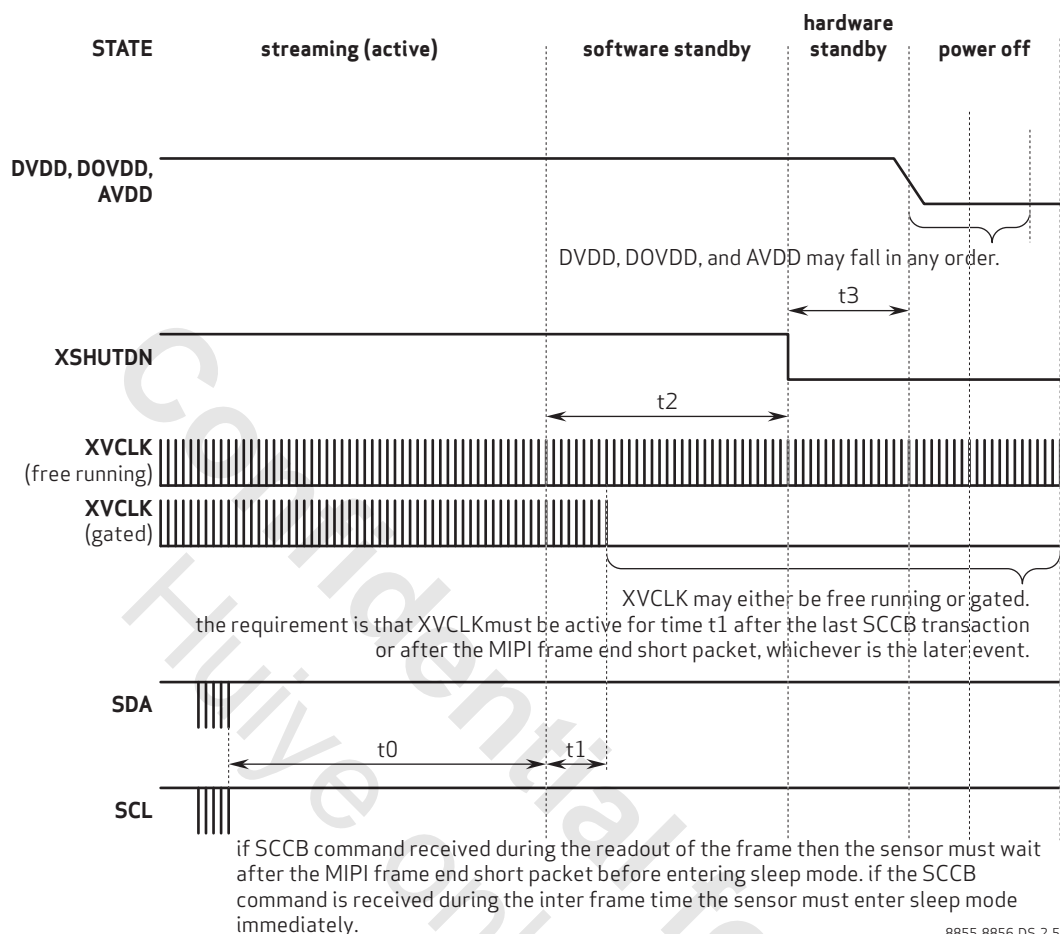 STATE
streaming (active)
software standby
hardware
standby
power off
DVDD, DOVDD,
AVDD
DVDD, DOVDD, and AVDD may fall in any order.
t3
XSHUTDN
t2
XVCLK
(free running)
XVCLK
(gated)
XVCLK may either be free running or gated.
the requirement is that XVCLKmust be active for time t1 after the last SCCB transaction
or after the MIPI frame end short packet, whichever is the later event.
SDA
t0
t1
SCL
if SCCB command received during the readout of the frame then the sensor must wait
after the MIPI frame end short packet before entering sleep mode. if the SCCB
command is received during the inter frame time the sensor must enter sleep mode
immediately.
Confidential fo
Huiye on